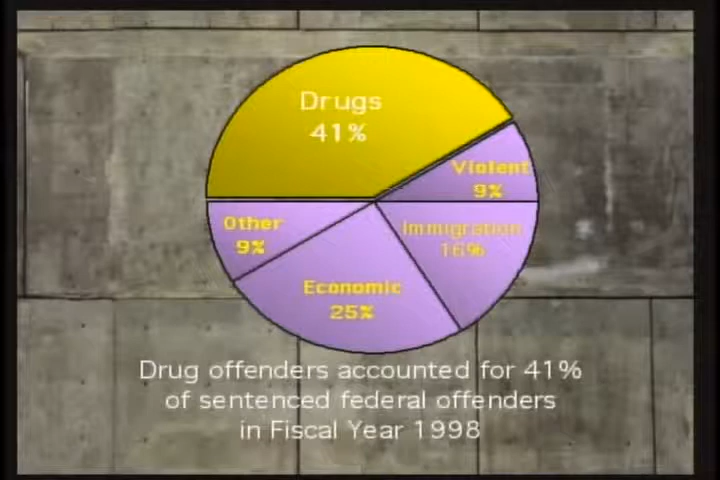 Drugs
41%
Violent
9%
Other
9%
Immigration
16%
Economic
25%
Drug offenders accounted for 41%
of sentenced federal offenders
in Fiscal Year 1998